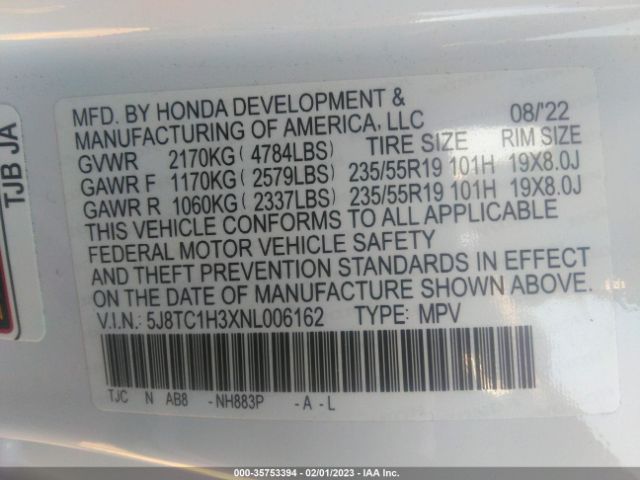 MFD. BY HONDA DEVELOPMENT &
MANUFACTURING OF AMERICA, LLC 08/'22
TIRE SIZE RIM SIZE
GVWR 2170KG ( 4784LBS)
GAWR F 1170KG ( 2579LBS) 235/55R19 101H 19X8.0J
GAWR R 1060KG ( 2337LBS) 235/55R19 101H 19X8.0J
THIS VEHICLE CONFORMS TO ALL APPLICABLE
FEDERAL MOTOR VEHICLE SAFETY
AND THEFT PREVENTION STANDARDS IN EFFECT
ON THE DATE OF MANUFACTURE SHOWN ABOVE.
V.I.N.: 5J8TC1H3XNL006162 TYPE: MPV
TJC N AB8 -NH883P -A-L
TJB JA
000-35753394 - 02/01/2023 - IAA Inc.